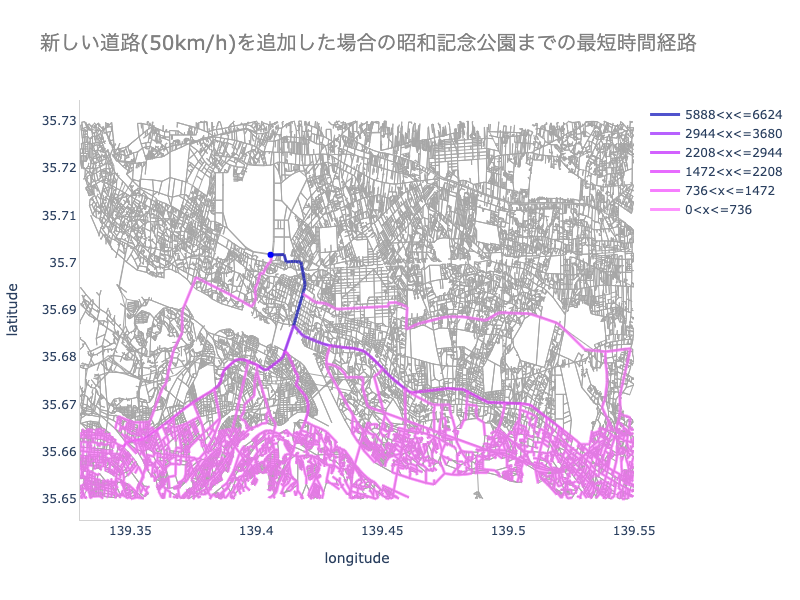 新しい道路(50km/h)を追加した場合の昭和記念公園までの最短時間経路
5888<x<=6624
2944<x<=3680
2208<x<=2944
1472<x<=2208
736<x<=1472
0<x<=736
35.73
35.72
35.71
35.7
35.69
35.68
35.67
35.66
35.65
latitude
139.35 139.4 139.45 139.5 139.55
longitude